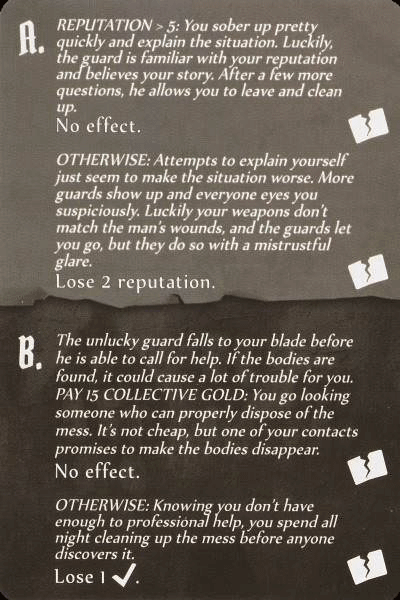 A.
REPUTATION > 5: You sober up pretty
quickly and explain the situation. Luckily,
the guard is familiar with your reputation
and believes your story. After a few more
questions, he allows you to leave and clean
up.
No effect.
OTHERWISE: Attempts to explain yourself
just seem to make the situation worse. More
guards show up and everyone eyes you
suspiciously. Luckily your weapons don't
match the man's wounds, and the guards let
you go, but they do so with a mistrustful
glare.
Lose 2 reputation.
B.
The unlucky guard falls to your blade before
he is able to call for help. If the bodies are
found, it could cause a lot of trouble for you.
PAY 15 COLLECTIVE GOLD: You go looking
someone who can properly dispose of the
mess. It's not cheap, but one of your contacts
promises to make the bodies disappear.
No effect.
OTHERWISE: Knowing you don't have
enough to professional help, you spend all
night cleaning up the mess before anyone
discovers it.
Lose 1 ✓.